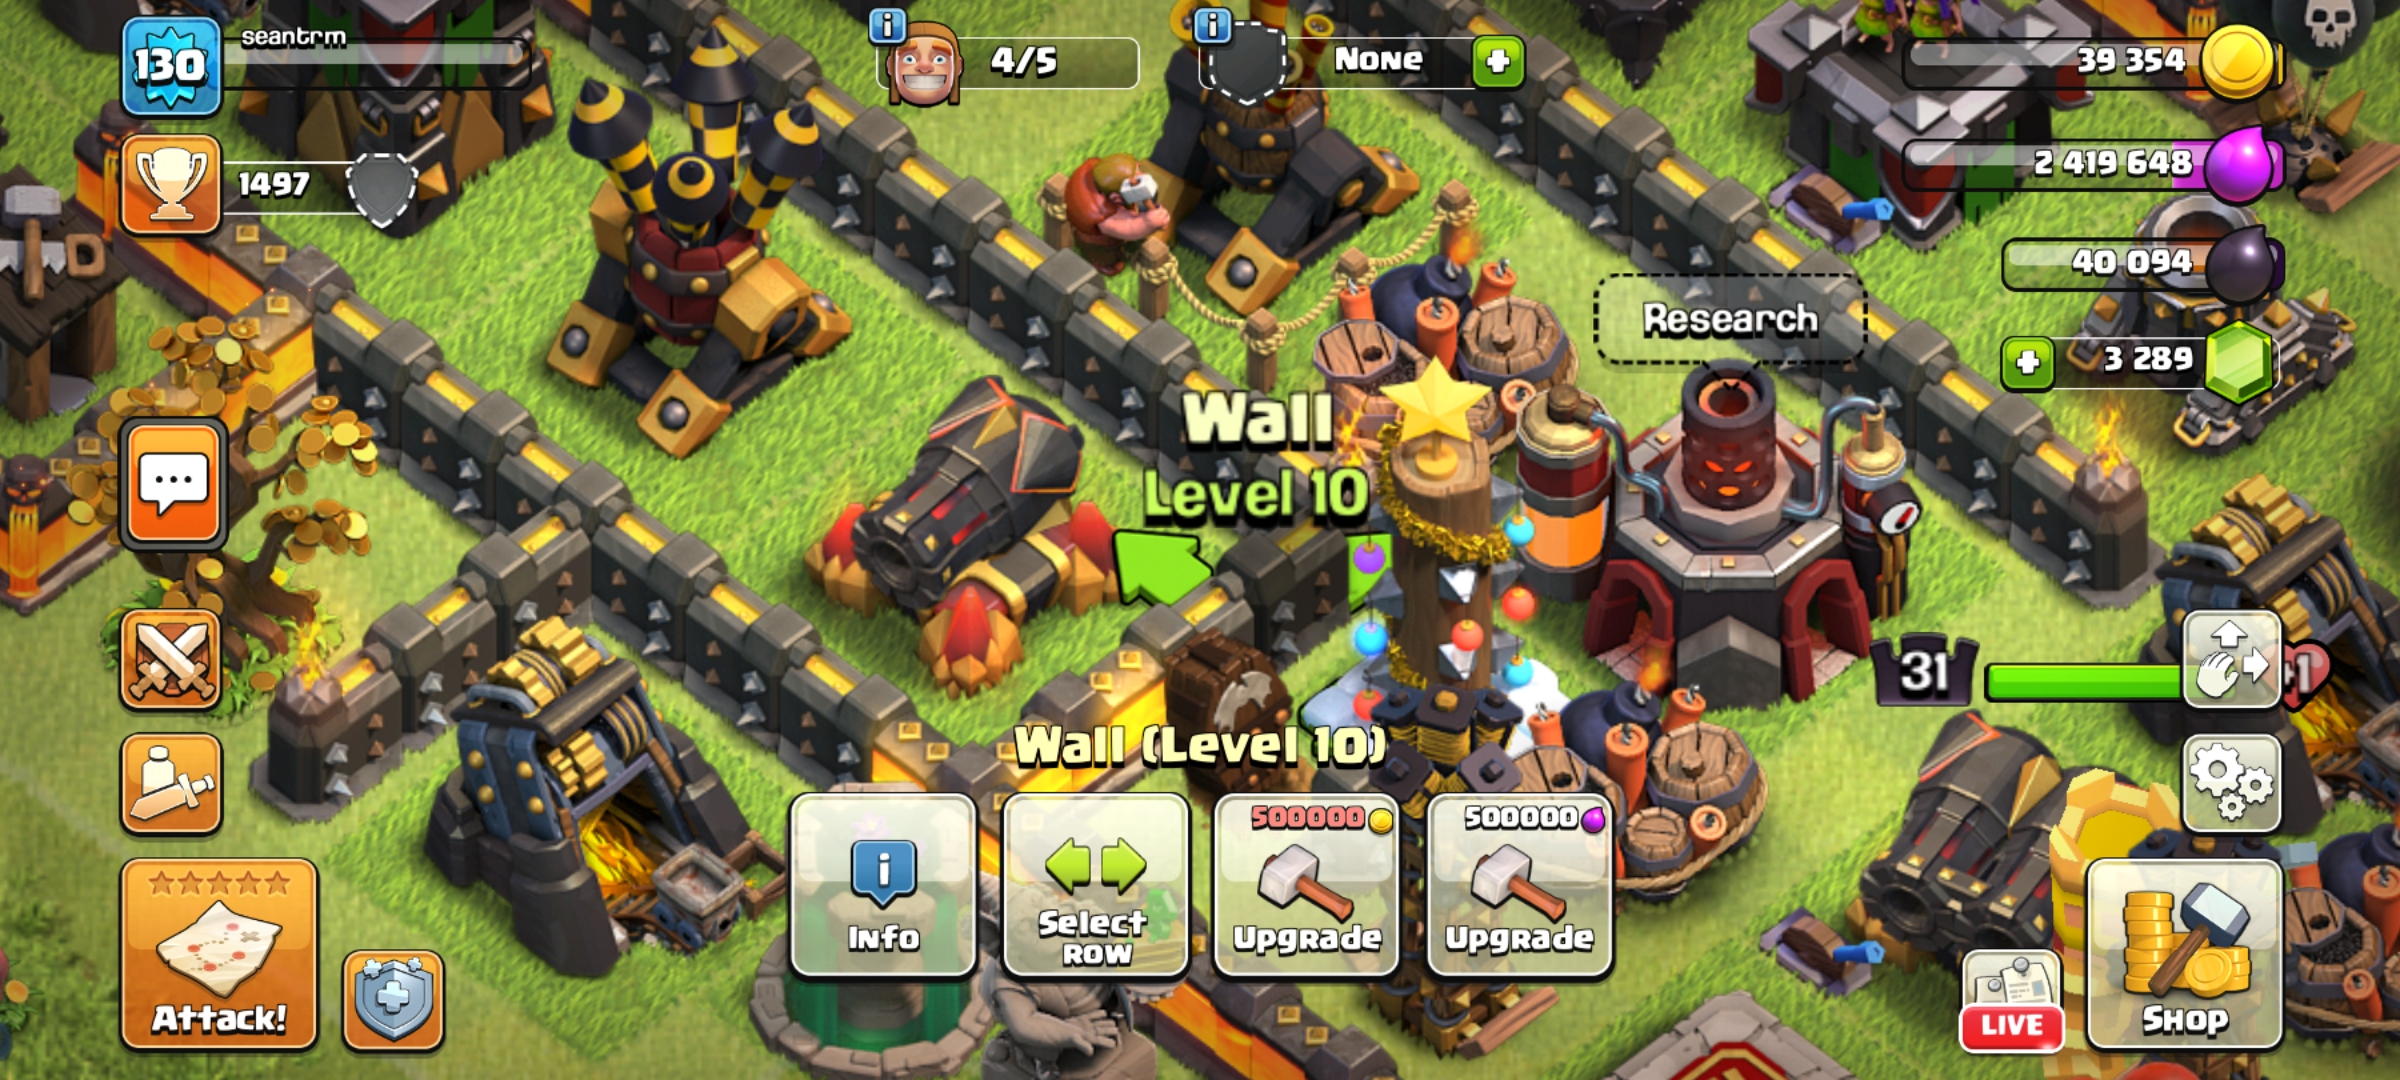 130
seantrm
4/5
None
39 354
1497
2 419 648
40 094
Research
3 289
Wall
Level 10
31
+1
Wall (Level 10)
500000
500000
Info
Select
Row
Upgrade
Upgrade
Attack!
LIVE
Shop